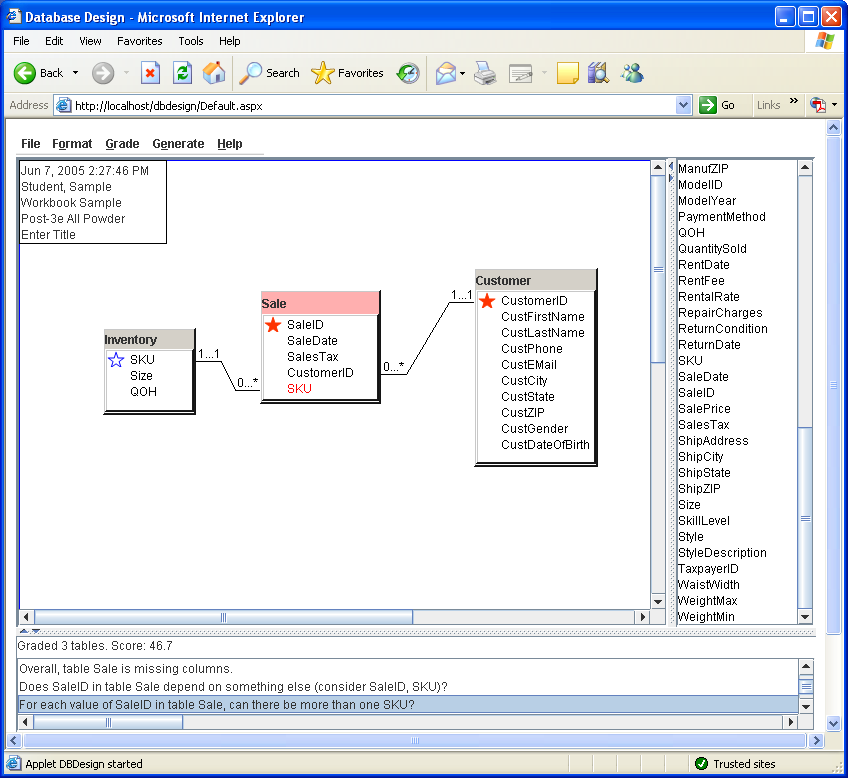 Database Design - Microsoft Internet Explorer
File Edit View Favorites Tools Help
Back Search Favorites
Address http://localhost/dbdesign/Default.aspx Go Links »
File Format Grade Generate Help
Jun 7, 2005 2:27:46 PM
Student, Sample
Workbook Sample
Post-3e All Powder
Enter Title
Inventory
SKU
Size
QOH
1...1
0...*
Sale
SaleID
SaleDate
SalesTax
CustomerID
SKU
0...*
1...1
Customer
CustomerID
CustFirstName
CustLastName
CustPhone
CustEMail
CustCity
CustState
CustZIP
CustGender
CustDateOfBirth
ManufZIP
ModelID
ModelYear
PaymentMethod
QOH
QuantitySold
RentDate
RentFee
RentalRate
RepairCharges
ReturnCondition
ReturnDate
SKU
SaleDate
SaleID
SalePrice
SalesTax
ShipAddress
ShipCity
ShipState
ShipZIP
Size
SkillLevel
Style
StyleDescription
TaxpayerID
WaistWidth
WeightMax
WeightMin
Graded 3 tables. Score: 46.7
Overall, table Sale is missing columns.
Does SaleID in table Sale depend on something else (consider SaleID, SKU)?
For each value of SaleID in table Sale, can there be more than one SKU?
Applet DBDesign started Trusted sites